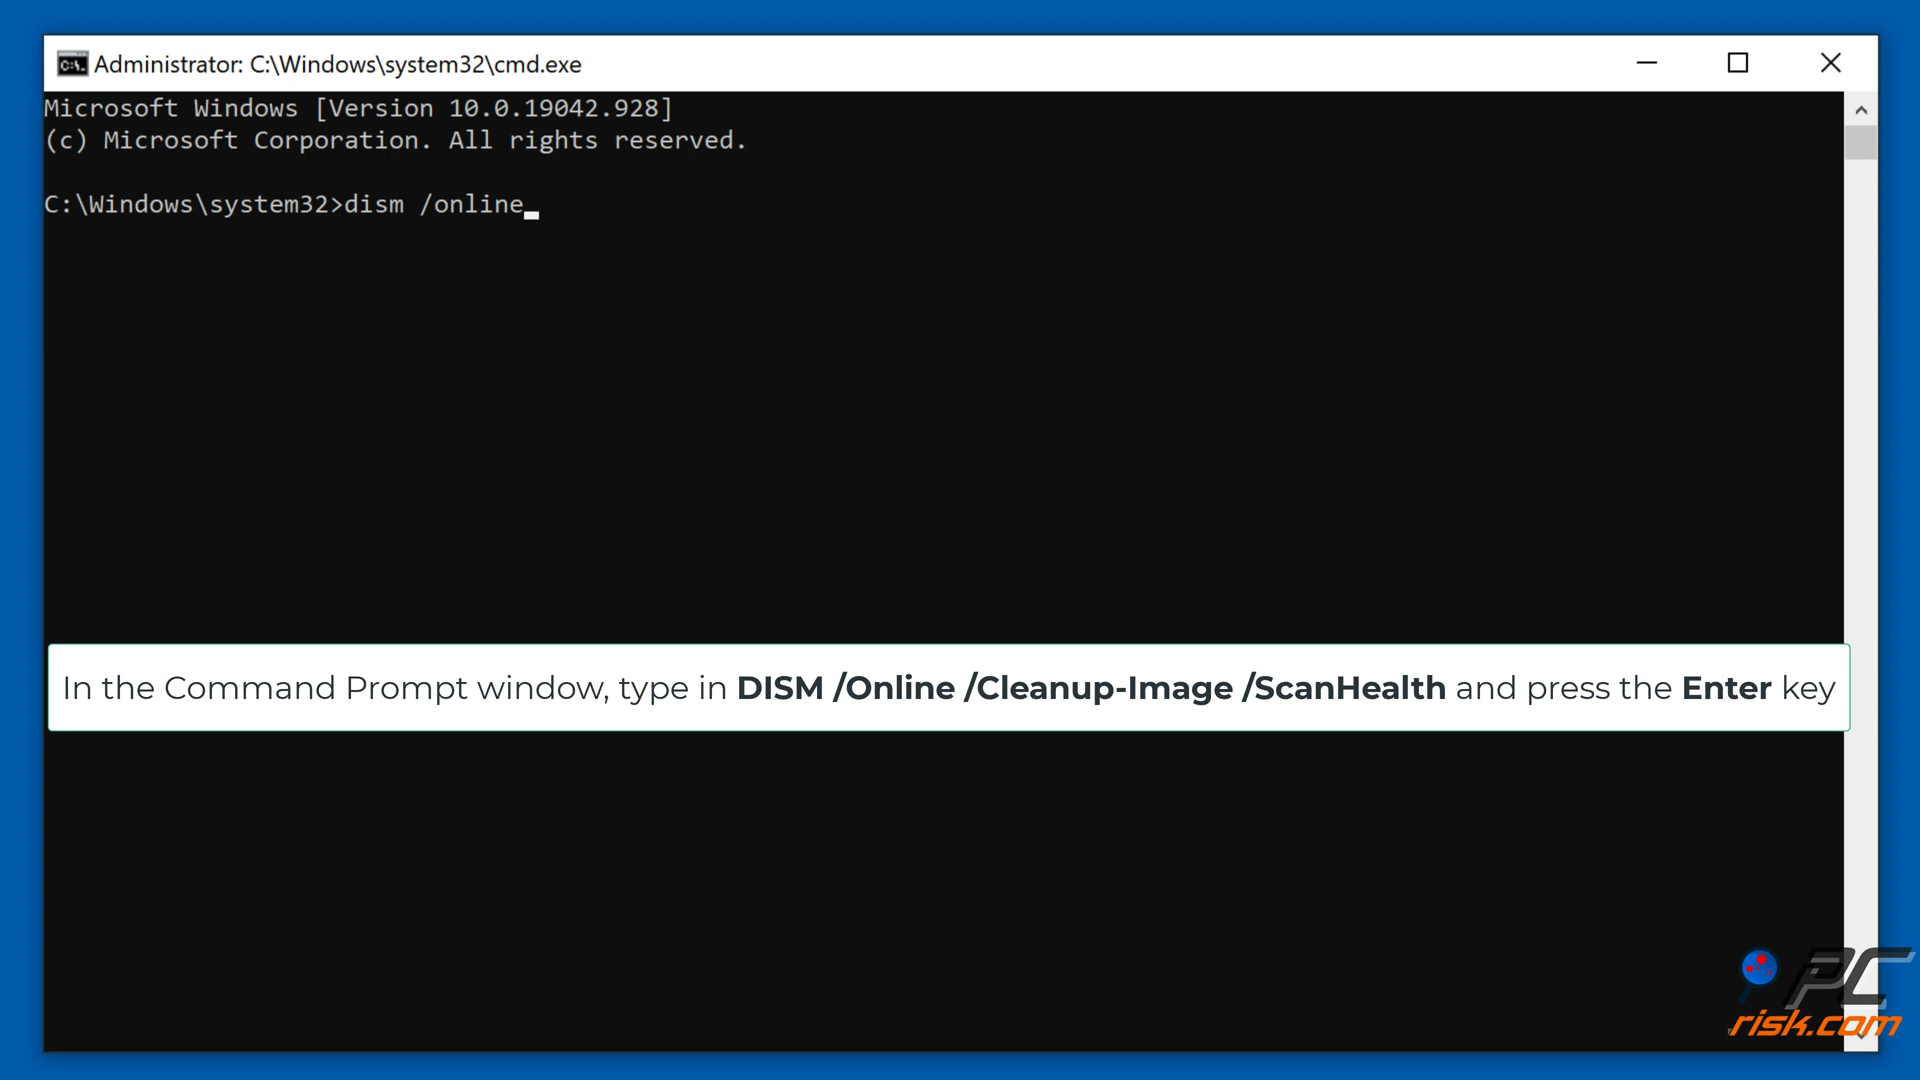 Administrator: C:\Windows\system32\cmd.exe
Microsoft Windows [Version 10.0.19042.928]
(c) Microsoft Corporation. All rights reserved.
C:\Windows\system32>dism /online_
In the Command Prompt window, type in DISM /Online /Cleanup-Image /ScanHealth and press the Enter key
PC
risk.com